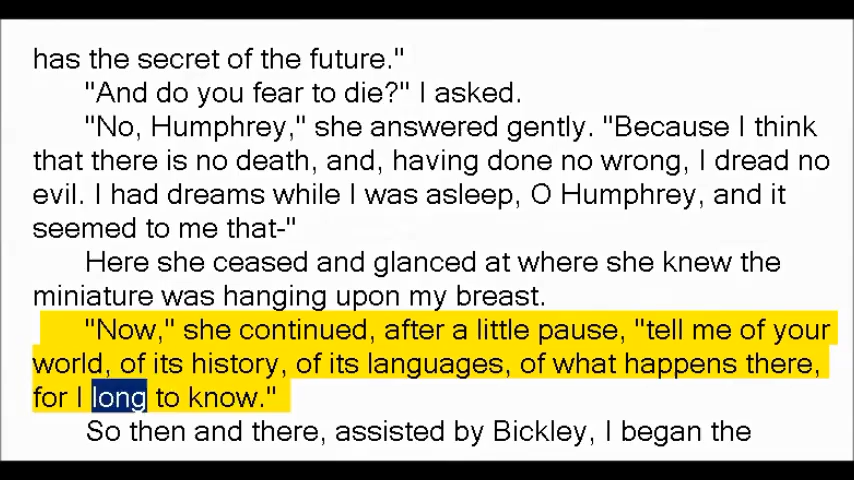 has the secret of the future."
"And do you fear to die?" I asked.
"No, Humphrey," she answered gently. "Because I think
that there is no death, and, having done no wrong, I dread no
evil. I had dreams while I was asleep, O Humphrey, and it
seemed to me that-"
Here she ceased and glanced at where she knew the
miniature was hanging upon my breast.
"Now," she continued, after a little pause, "tell me of your
world, of its history, of its languages, of what happens there,
for I long to know."
So then and there, assisted by Bickley, I began the